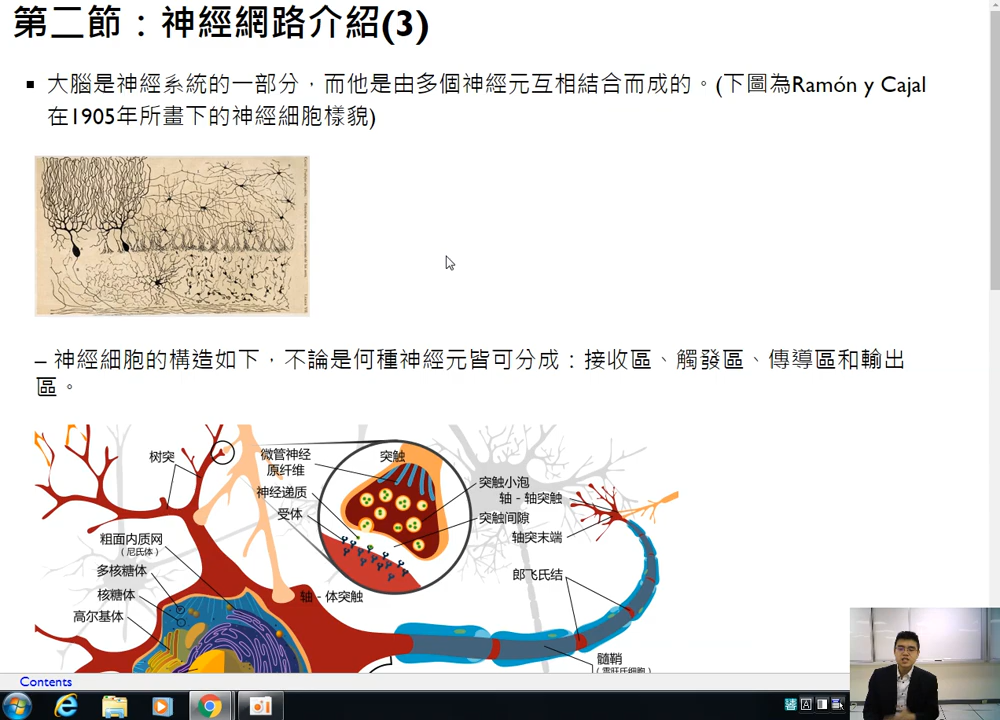 第二節：神經網路介紹(3)
大腦是神經系統的一部分，而他是由多個神經元互相結合而成的。(下圖為Ramón y Cajal
在1905年所畫下的神經細胞樣貌)
– 神經細胞的構造如下，不論是何種神經元皆可分成：接收區、觸發區、傳導區和輸出
區。
树突
微管神经
原纤维
突触
神经递质
受体
突触小泡
轴 - 轴突触
突触间隙
轴突末端
粗面内质网
（尼氏体）
多核糖体
核糖体
高尔基体
轴 - 体突触
郎飞氏结
髓鞘
Contents